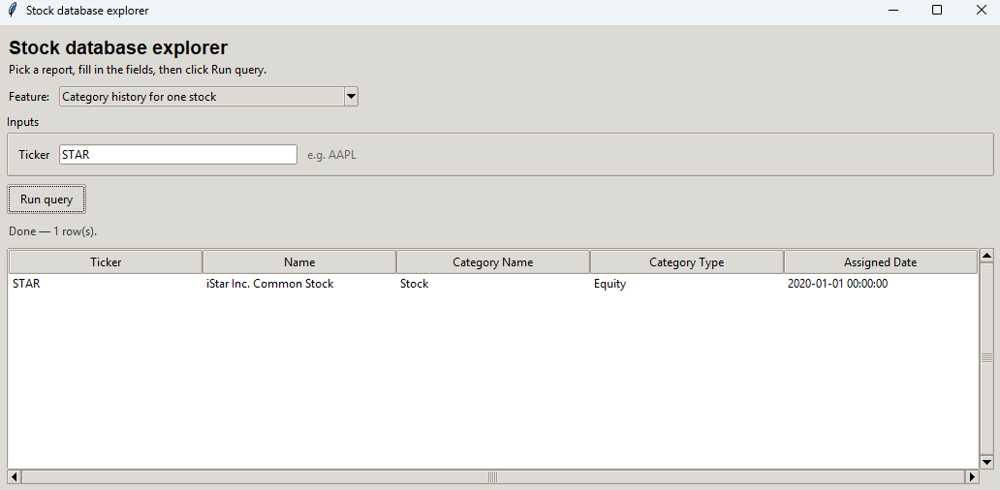 Stock database explorer
Stock database explorer
Pick a report, fill in the fields, then click Run query.
Feature: Category history for one stock
Inputs
Ticker STAR e.g. AAPL
Run query
Done — 1 row(s).
Ticker Name Category Name Category Type Assigned Date
STAR iStar Inc. Common Stock Stock Equity 2020-01-01 00:00:00